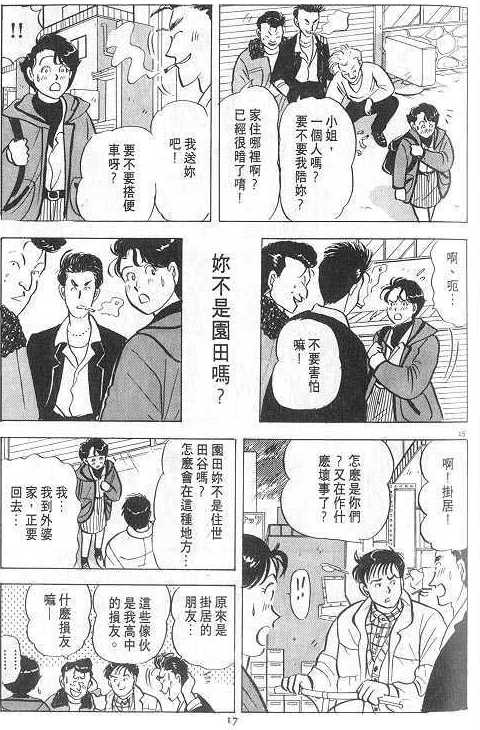 小姐，
一個人嗎？
要不要我陪妳？
家住哪裡啊？
已經很暗了唷！
我送妳
吧！
要不要搭便
車呀？
!!
啊、呃…
不要害怕
嘛！
妳不是園田嗎？
15
啊！掛居！
怎麼是你們
？又在作什
麼壞事了？
!!
園田妳不是住世
田谷嗎？
怎麼會在這種地方…
我…
我到外婆
家，正要
回去…
原來是
掛居的
朋友…
這些傢伙
是我高中
的損友。
什麼損友
嘛—
17